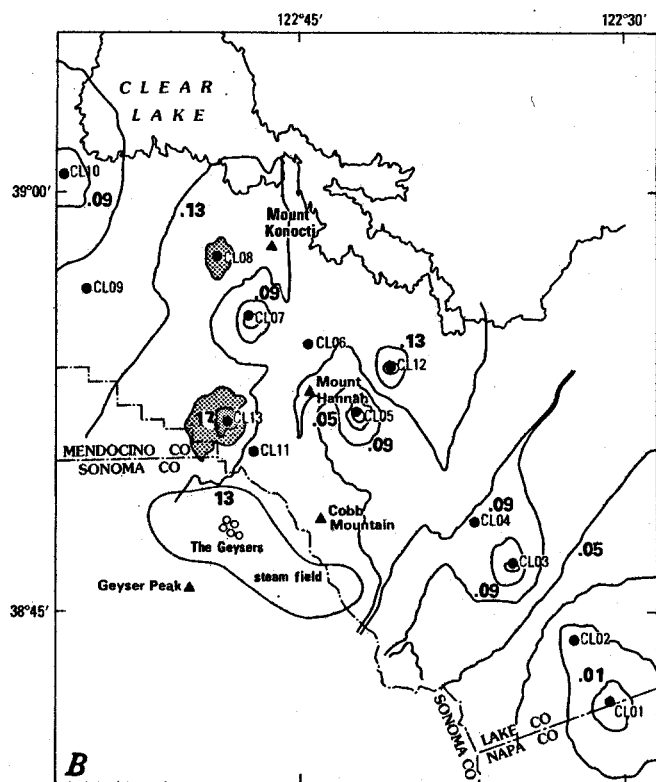 122°45'
122°30'
CLEAR
LAKE
39°00'
CL10
.09
.13
Mount
Konocti
CL08
CL09
.09
CL07
CL06
.13
CL12
Mount
Hannah
.05
CL05
.09
CL13
CL11
MENDOCINO CO
SONOMA CO
.13
The Geysers
steam field
Cobb
Mountain
.09
CL04
CL03
.09
.05
Geyser Peak
38°45'
CL02
.01
CL01
LAKE CO
NAPA CO
SONOMA CO
B